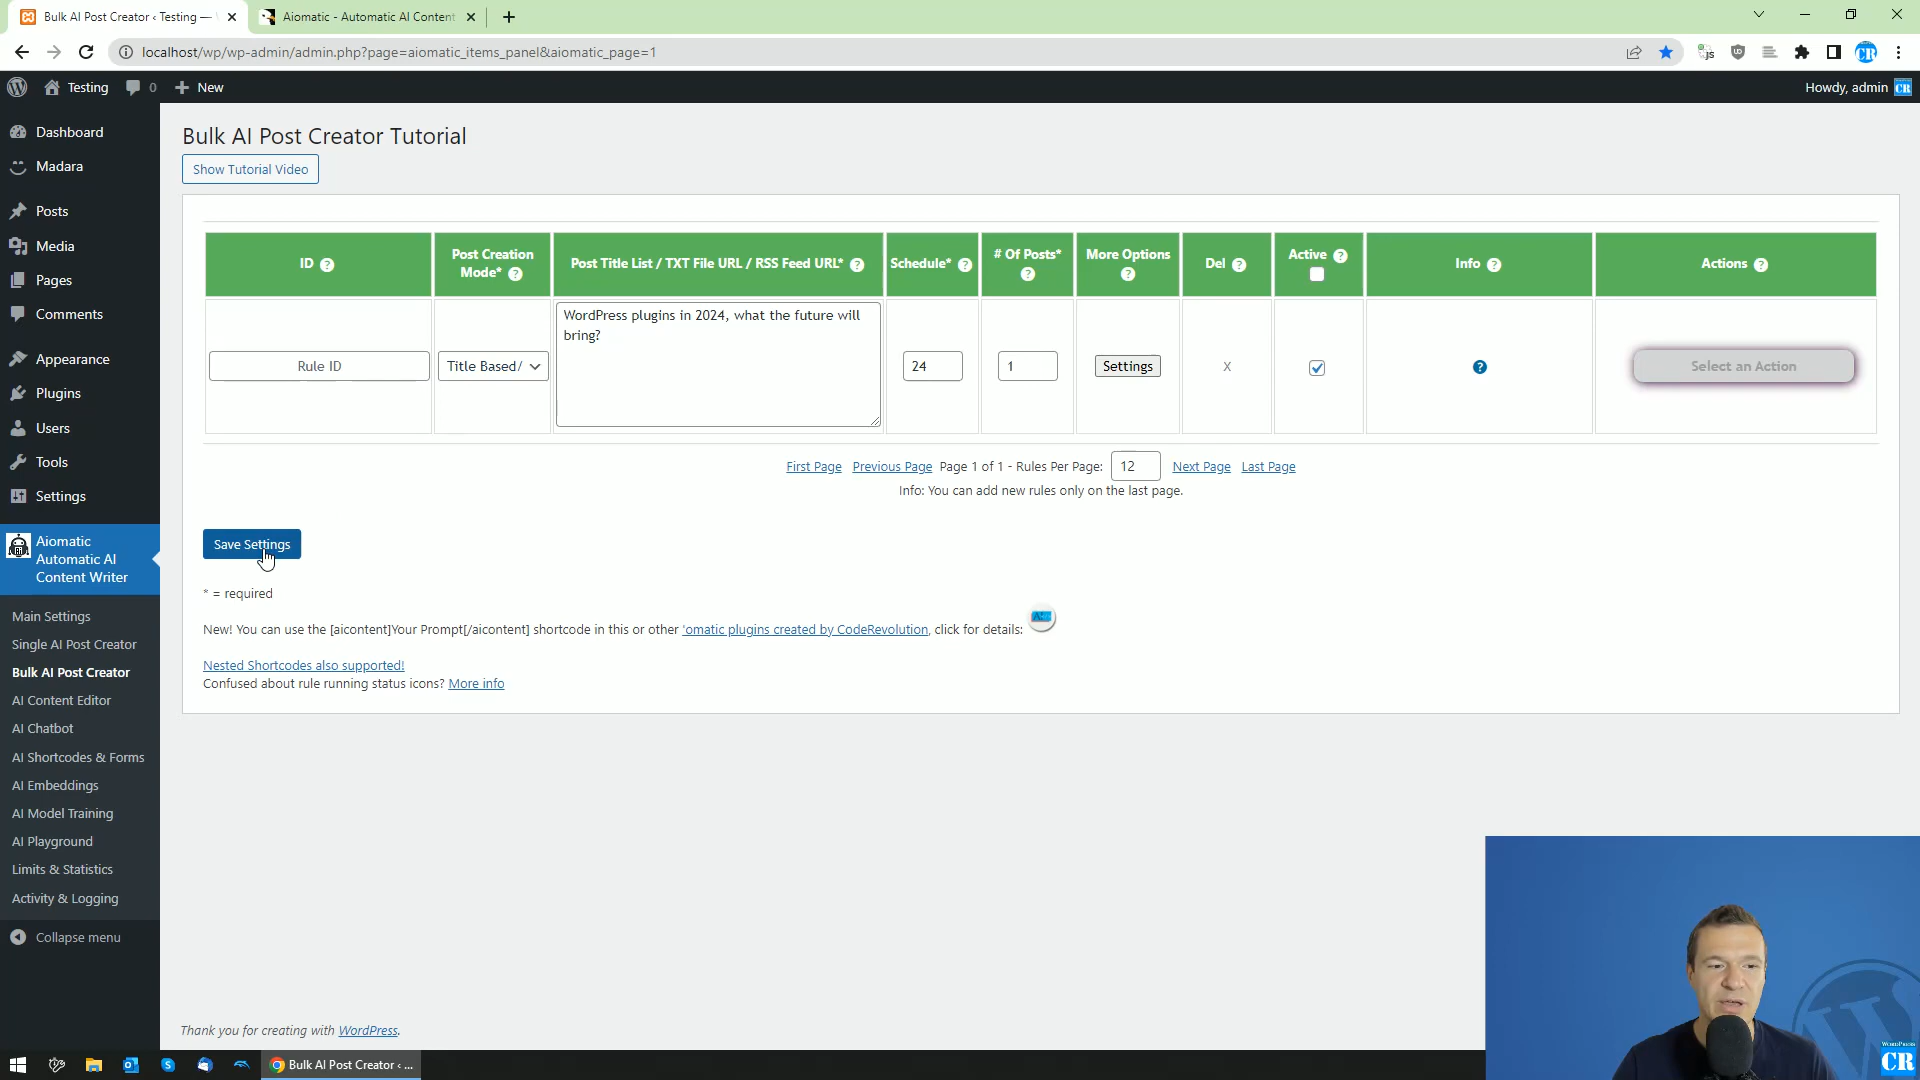 Bulk AI Post Creator ‹ Testing —
Aiomatic - Automatic AI Content
localhost/wp/wp-admin/admin.php?page=aiomatic_items_panel&aiomatic_page=1
Testing
0
New
Howdy, admin
Dashboard
Madara
Posts
Media
Pages
Comments
Appearance
Plugins
Users
Tools
Settings
Aiomatic
Automatic AI
Content Writer
Main Settings
Single AI Post Creator
Bulk AI Post Creator
AI Content Editor
AI Chatbot
AI Shortcodes & Forms
AI Embeddings
AI Model Training
AI Playground
Limits & Statistics
Activity & Logging
Collapse menu
Bulk AI Post Creator Tutorial
Show Tutorial Video
ID
Post Creation
Mode*
Post Title List / TXT File URL / RSS Feed URL*
Schedule*
# Of Posts*
More Options
Del
Active
Info
Actions
Rule ID
Title Based/
WordPress plugins in 2024, what the future will
bring?
24
1
Settings
X
Select an Action
First Page Previous Page Page 1 of 1 - Rules Per Page: 12 Next Page Last Page
Info: You can add new rules only on the last page.
Save Settings
* = required
New! You can use the [aicontent]Your Prompt[/aicontent] shortcode in this or other 'omatic plugins created by CodeRevolution, click for details:
Nested Shortcodes also supported!
Confused about rule running status icons? More info
Thank you for creating with WordPress.
Bulk AI Post Creator ‹ ...
WORDPRESS
CR